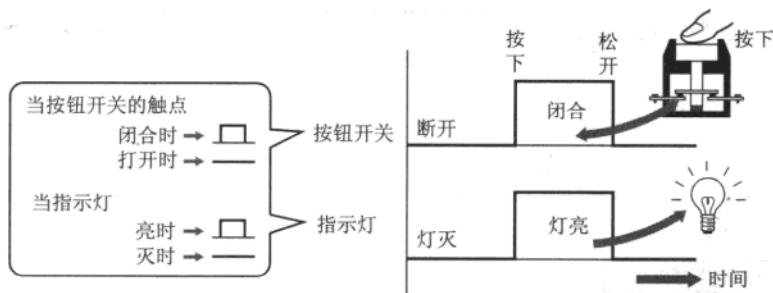 当按钮开关的触点
闭合时
打开时
当指示灯
亮时
灭时
按钮开关
指示灯
按下
松开
按下
断开
闭合
灯灭
灯亮
时间